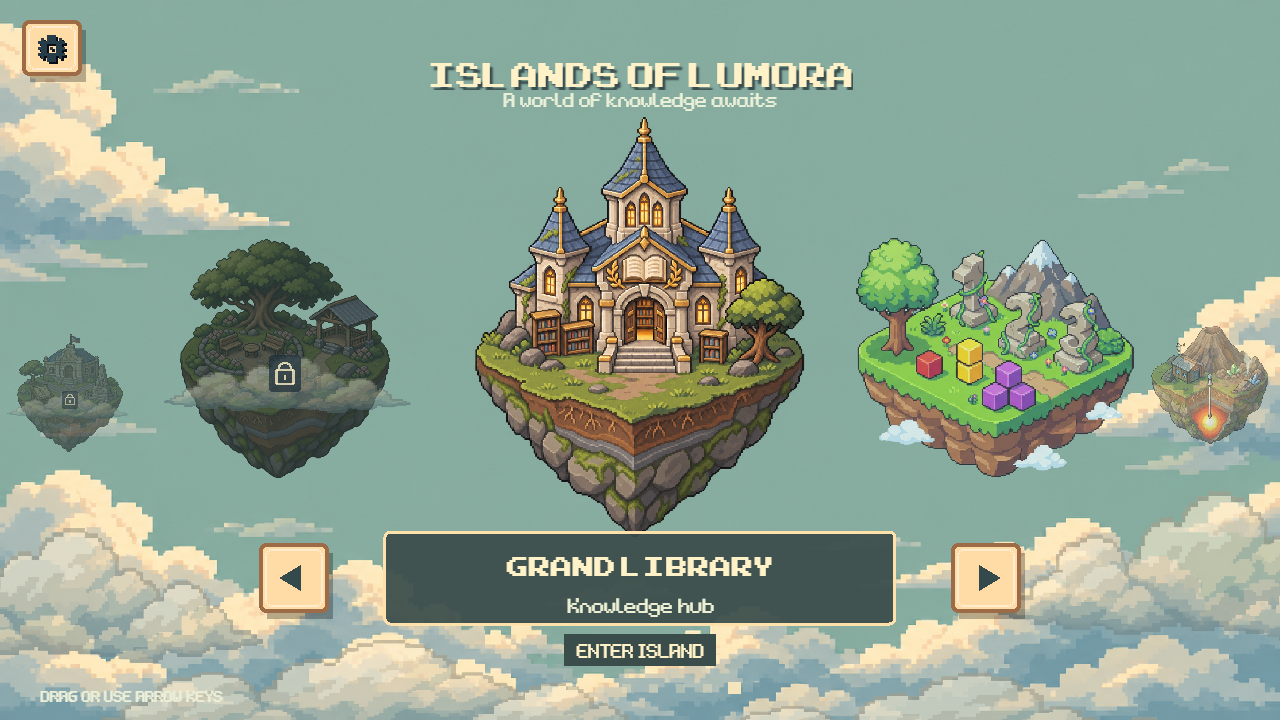 ISLANDS OF LUMORA
A world of knowledge awaits
GRAND LIBRARY
Knowledge hub
ENTER ISLAND
DRAG OR USE ARROW KEYS